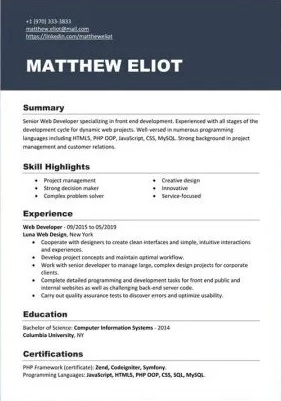 +1 (970) 333-3833
matthew.eliot@mail.com
https://linkedin.com/mattheweliot
MATTHEW ELIOT
Summary
Senior Web Developer specializing in front end development. Experienced with all stages of the
development cycle for dynamic web projects. Well-versed in numerous programming
languages including HTML5, PHP OOP, JavaScript, CSS, MySQL. Strong background in project
management and customer relations.
Skill Highlights
• Project management
• Strong decision maker
• Complex problem solver
• Creative design
• Innovative
• Service-focused
Experience
Web Developer - 09/2015 to 05/2019
Luna Web Design, New York
• Cooperate with designers to create clean interfaces and simple, intuitive interactions
and experiences.
• Develop project concepts and maintain optimal workflow.
• Work with senior developer to manage large, complex design projects for corporate
clients.
• Complete detailed programming and development tasks for front end public and
internal websites as well as challenging back-end server code.
• Carry out quality assurance tests to discover errors and optimize usability.
Education
Bachelor of Science: Computer Information Systems - 2014
Columbia University, NY
Certifications
PHP Framework (certificate): Zend, Codeigniter, Symfony.
Programming Languages: JavaScript, HTML5, PHP OOP, CSS, SQL, MySQL.